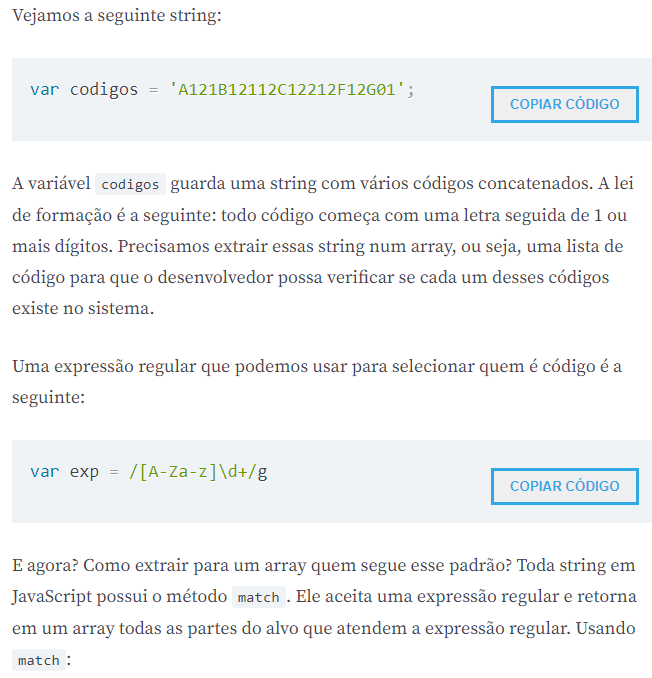 Vejamos a seguinte string:
var codigos = 'A121B12112C12212F12G01';
COPIAR CÓDIGO
A variável codigos guarda uma string com vários códigos concatenados. A lei
de formação é a seguinte: todo código começa com uma letra seguida de 1 ou
mais dígitos. Precisamos extrair essas string num array, ou seja, uma lista de
código para que o desenvolvedor possa verificar se cada um desses códigos
existe no sistema.
Uma expressão regular que podemos usar para selecionar quem é código é a
seguinte:
var exp = /[A-Za-z]\d+/g
COPIAR CÓDIGO
E agora? Como extrair para um array quem segue esse padrão? Toda string em
JavaScript possui o método match. Ele aceita uma expressão regular e retorna
em um array todas as partes do alvo que atendem a expressão regular. Usando
match: